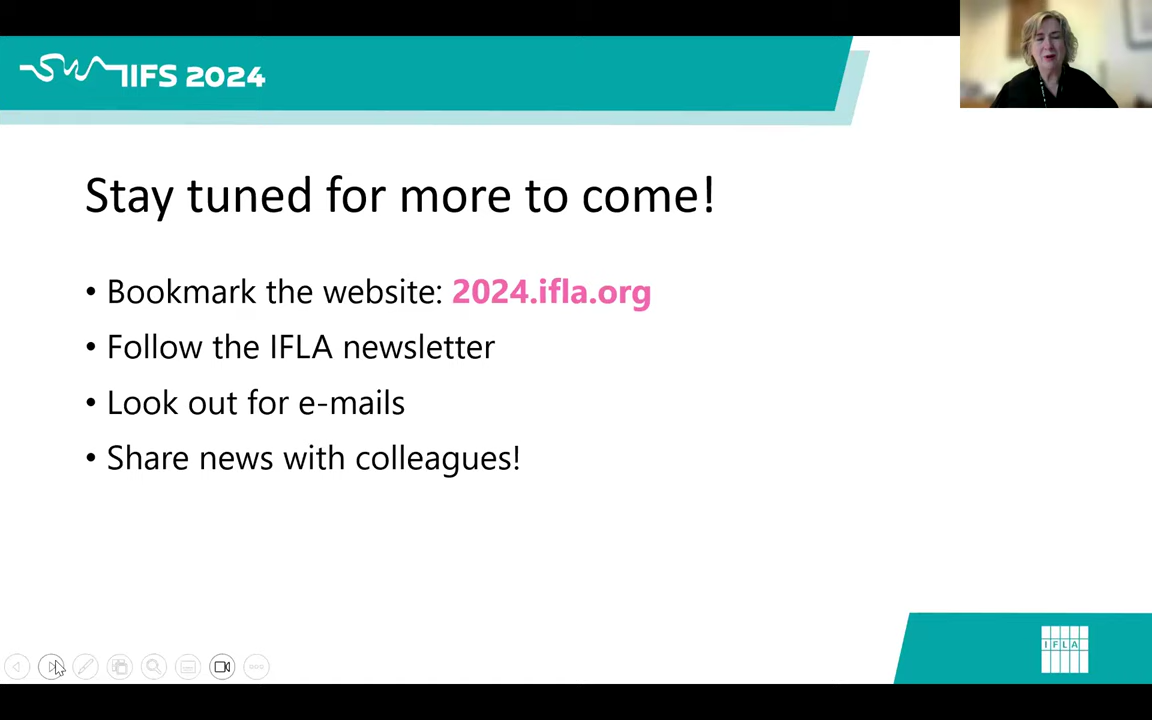 IIFS 2024
Stay tuned for more to come!
• Bookmark the website: 2024.ifla.org
• Follow the IFLA newsletter
• Look out for e-mails
• Share news with colleagues!
IFLA